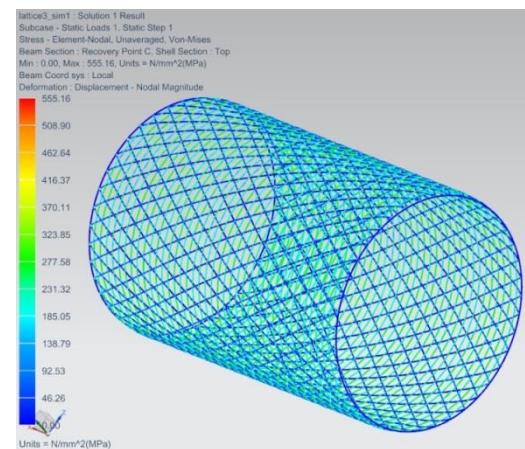 lattice3_sim1 : Solution 1 Result
Subcase - Static Loads 1, Static Step 1
Stress - Element-Nodal, Unaveraged, Von-Mises
Beam Section : Recovery Point C, Shell Section : Top
Min : 0.00, Max : 555.16, Units = N/mm^2(MPa)
Beam Coord sys : Local
Deformation : Displacement - Nodal Magnitude
555.16
508.90
462.64
416.37
370.11
323.85
277.58
231.32
185.05
138.79
92.53
46.26
0.00
Units = N/mm^2(MPa)